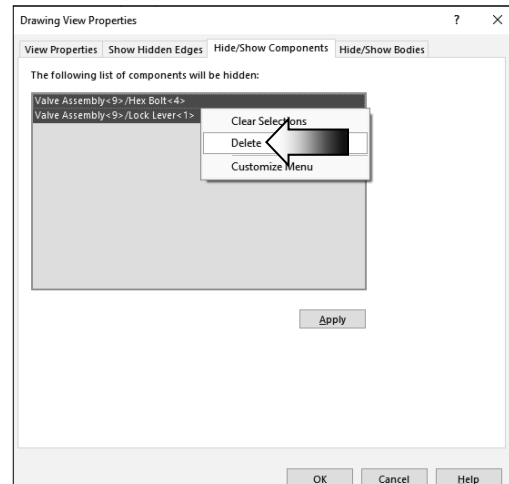 Drawing View Properties ? ×
View Properties Show Hidden Edges Hide/Show Components Hide/Show Bodies
The following list of components will be hidden:
Valve Assembly<9>/Hex Bolt<4>
Valve Assembly<9>/Lock Lever<1>
Clear Selections
Delete
Customize Menu
Apply
OK Cancel Help